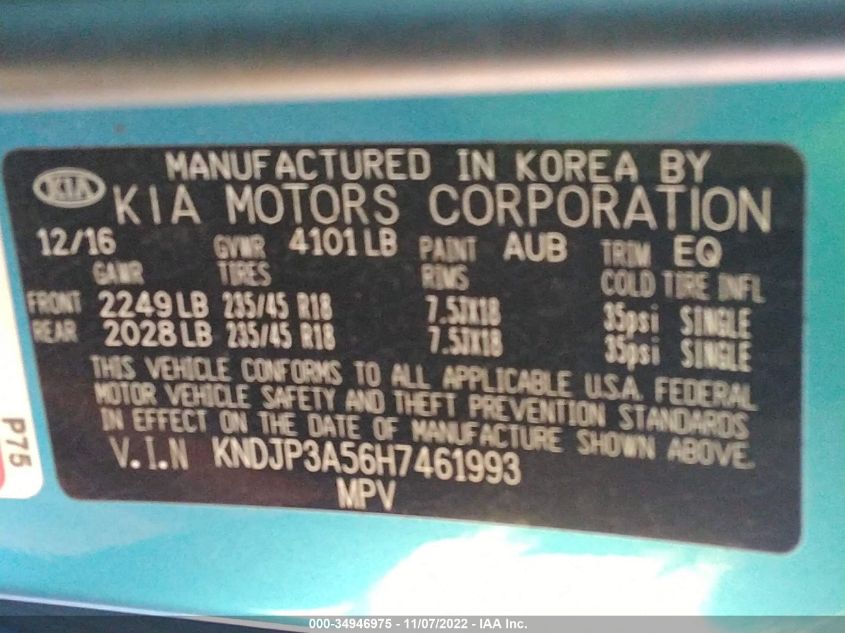 MANUFACTURED IN KOREA BY
KIA KIA MOTORS CORPORATION
12/16 GVWR 4101 LB PAINT AUB TRIM EQ
GAWR TIRES RIMS COLD TIRE INFL
FRONT 2249 LB 235/45 R18 7.5JX18 35psi SINGLE
REAR 2028 LB 235/45 R18 7.5JX18 35psi SINGLE
THIS VEHICLE CONFORMS TO ALL APPLICABLE U.S.A. FEDERAL
MOTOR VEHICLE SAFETY AND THEFT PREVENTION STANDARDS
IN EFFECT ON THE DATE OF MANUFACTURE SHOWN ABOVE.
V.I.N KNDJP3A56H7461993
MPV
P75
000-34946975 - 11/07/2022 - IAA Inc.